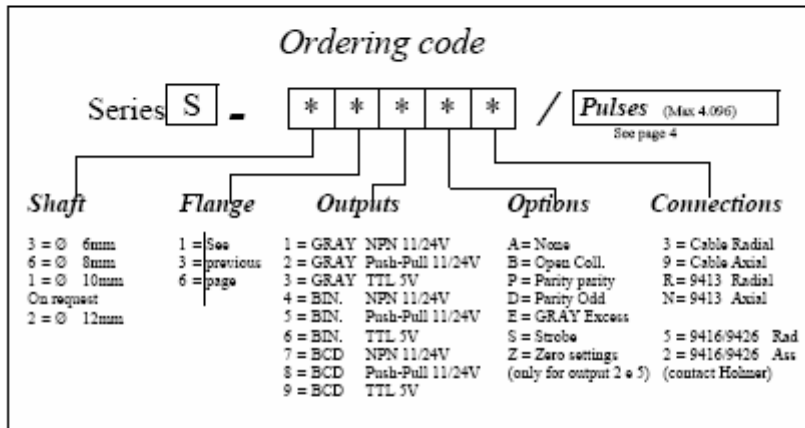 Ordering code
Series S - * * * * * / Pulses (Max 4.096)
See page 4
Shaft
3 = Ø 6mm
6 = Ø 8mm
1 = Ø 10mm
On request
2 = Ø 12mm
Flange
1 = See
3 = previous
6 = page
Outputs
1 = GRAY NPN 11/24V
2 = GRAY Push-Pull 11/24V
3 = GRAY TTL 5V
4 = BIN. NPN 11/24V
5 = BIN. Push-Pull 11/24V
6 = BIN. TTL 5V
7 = BCD NPN 11/24V
8 = BCD Push-Pull 11/24V
9 = BCD TTL 5V
Options
A = None
B = Open Coll.
P = Parity parity
D = Parity Odd
E = GRAY Excess
S = Strobe
Z = Zero settings
(only for output 2 e 5)
Connections
3 = Cable Radial
9 = Cable Axial
R = 9413 Radial
N = 9413 Axial
5 = 9416/9426 Rad
2 = 9416/9426 Ass
(contact Hohner)